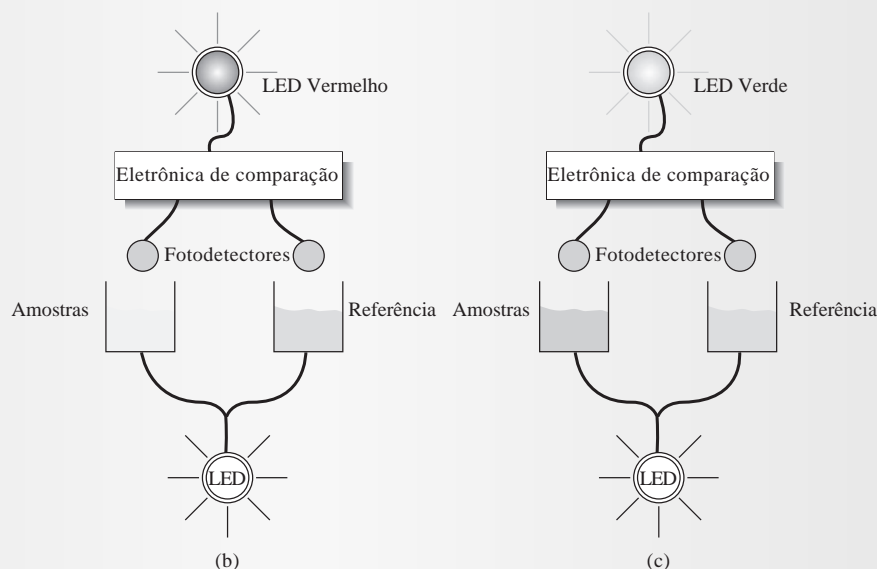 LED Vermelho
Eletrônica de comparação
Fotodetectores
Amostras
Referência
LED
(b)
LED Verde
Eletrônica de comparação
Fotodetectores
Amostras
Referência
LED
(c)